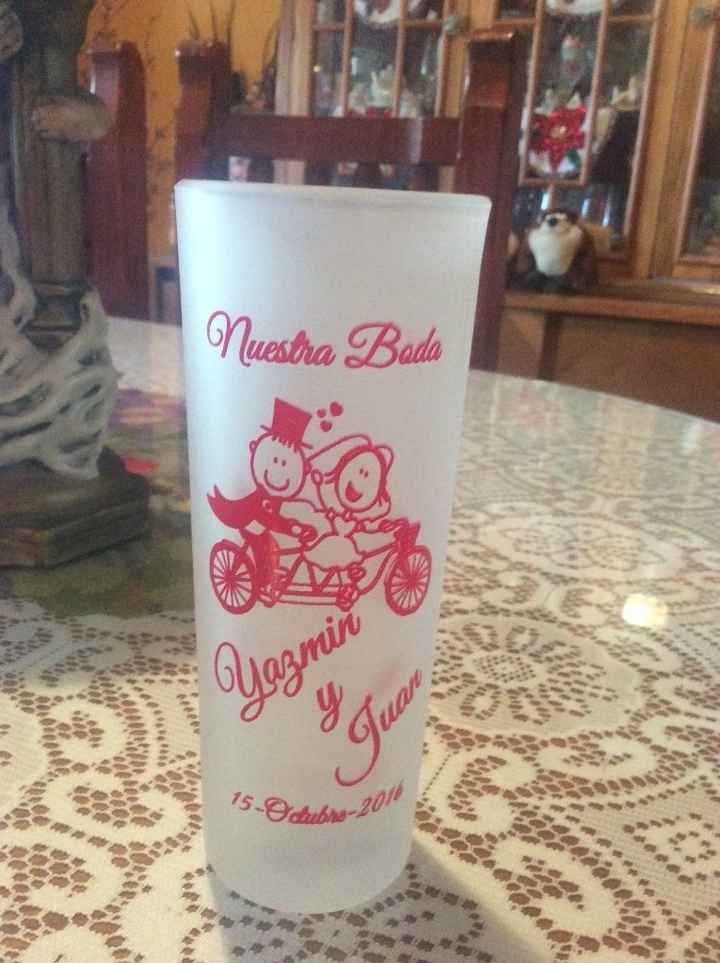 Nuestra Boda
Yazmin
y
Juan
15-Octubre-2016